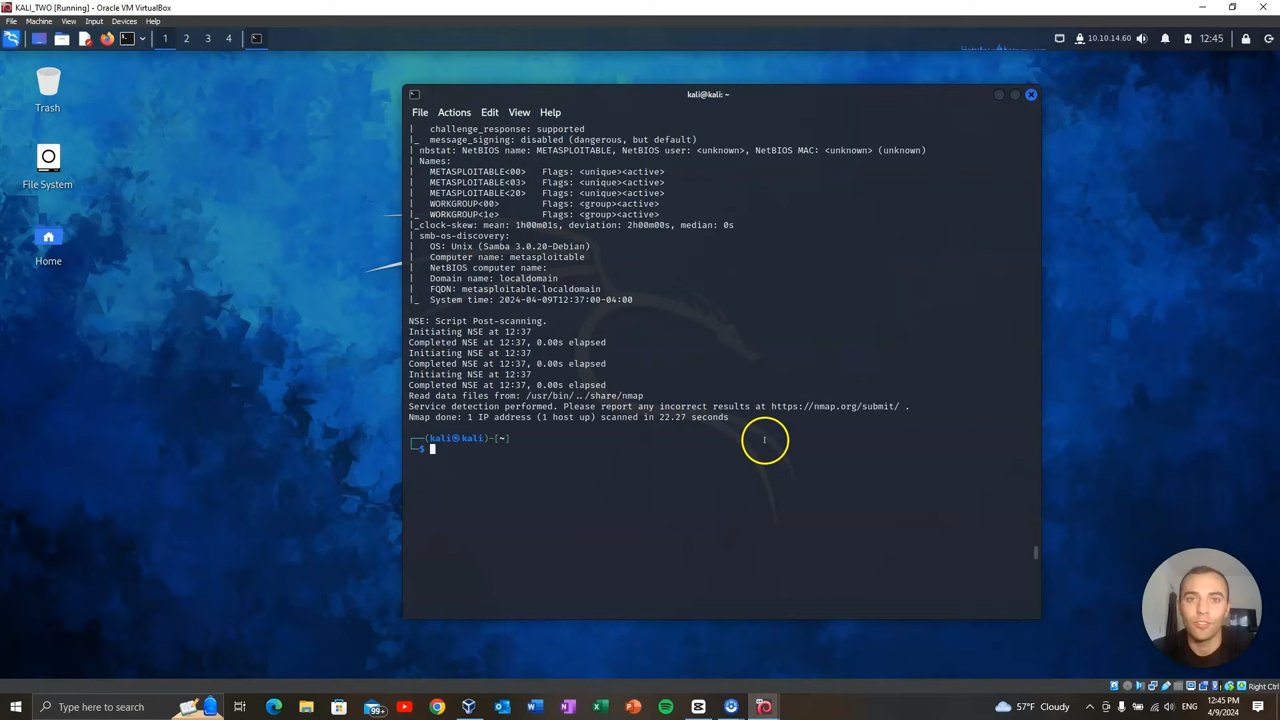 KALI_TWO [Running] - Oracle VM VirtualBox
File Machine View Input Devices Help
1 2 3 4
10.10.14.60 12:45
Trash
File System
Home
kali@kali: ~
File Actions Edit View Help
| challenge_response: supported
|_ message_signing: disabled (dangerous, but default)
| nbstat: NetBIOS name: METASPLOITABLE, NetBIOS user: <unknown>, NetBIOS MAC: <unknown> (unknown)
| Names:
| METASPLOITABLE<00> Flags: <unique><active>
| METASPLOITABLE<03> Flags: <unique><active>
| METASPLOITABLE<20> Flags: <unique><active>
| WORKGROUP<00> Flags: <group><active>
|_ WORKGROUP<1e> Flags: <group><active>
|_clock-skew: mean: 1h00m01s, deviation: 2h00m00s, median: 0s
| smb-os-discovery:
| OS: Unix (Samba 3.0.20-Debian)
| Computer name: metasploitable
| NetBIOS computer name:
| Domain name: localdomain
| FQDN: metasploitable.localdomain
|_ System time: 2024-04-09T12:37:00-04:00
NSE: Script Post-scanning.
Initiating NSE at 12:37
Completed NSE at 12:37, 0.00s elapsed
Initiating NSE at 12:37
Completed NSE at 12:37, 0.00s elapsed
Initiating NSE at 12:37
Completed NSE at 12:37, 0.00s elapsed
Read data files from: /usr/bin/../share/nmap
Service detection performed. Please report any incorrect results at https://nmap.org/submit/ .
Nmap done: 1 IP address (1 host up) scanned in 22.27 seconds
┌──(kali㉿kali)-[~]
└─$
Right Ctrl
Type here to search
99+
57°F Cloudy
12:45 PM
4/9/2024